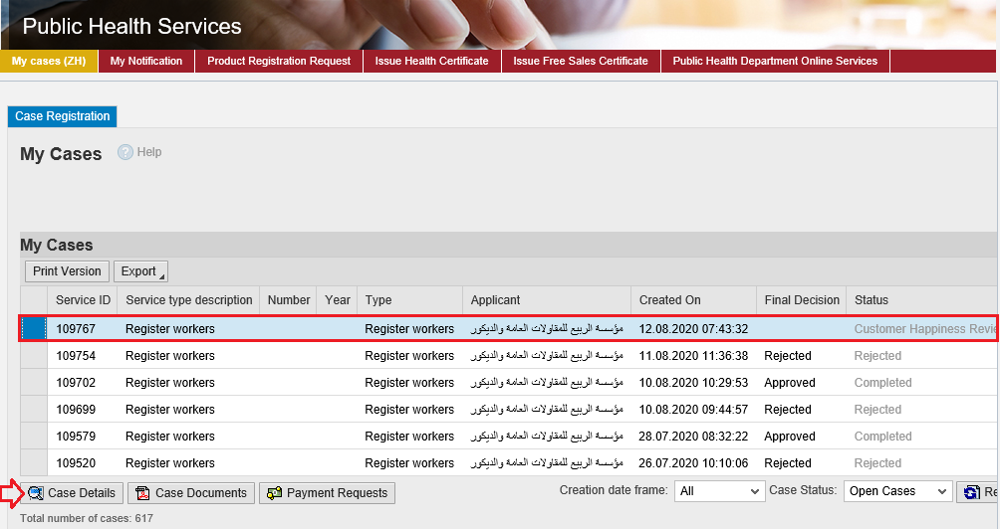 Public Health Services
My cases (ZH) My Notification Product Registration Request Issue Health Certificate Issue Free Sales Certificate Public Health Department Online Services
Case Registration
My Cases Help
My Cases
Print Version Export
Service ID Service type description Number Year Type Applicant Created On Final Decision Status
109767 Register workers Register workers مؤسسة الربيع للمقاولات العامة والديكور 12.08.2020 07:43:32 Customer Happiness Revie
109754 Register workers Register workers مؤسسة الربيع للمقاولات العامة والديكور 11.08.2020 11:36:38 Rejected Rejected
109702 Register workers Register workers مؤسسة الربيع للمقاولات العامة والديكور 10.08.2020 10:29:53 Approved Completed
109699 Register workers Register workers مؤسسة الربيع للمقاولات العامة والديكور 10.08.2020 09:44:57 Rejected Rejected
109579 Register workers Register workers مؤسسة الربيع للمقاولات العامة والديكور 28.07.2020 08:32:22 Approved Completed
109520 Register workers Register workers مؤسسة الربيع للمقاولات العامة والديكور 26.07.2020 10:10:06 Rejected Rejected
Case Details Case Documents Payment Requests Creation date frame: All Case Status: Open Cases Re
Total number of cases: 617